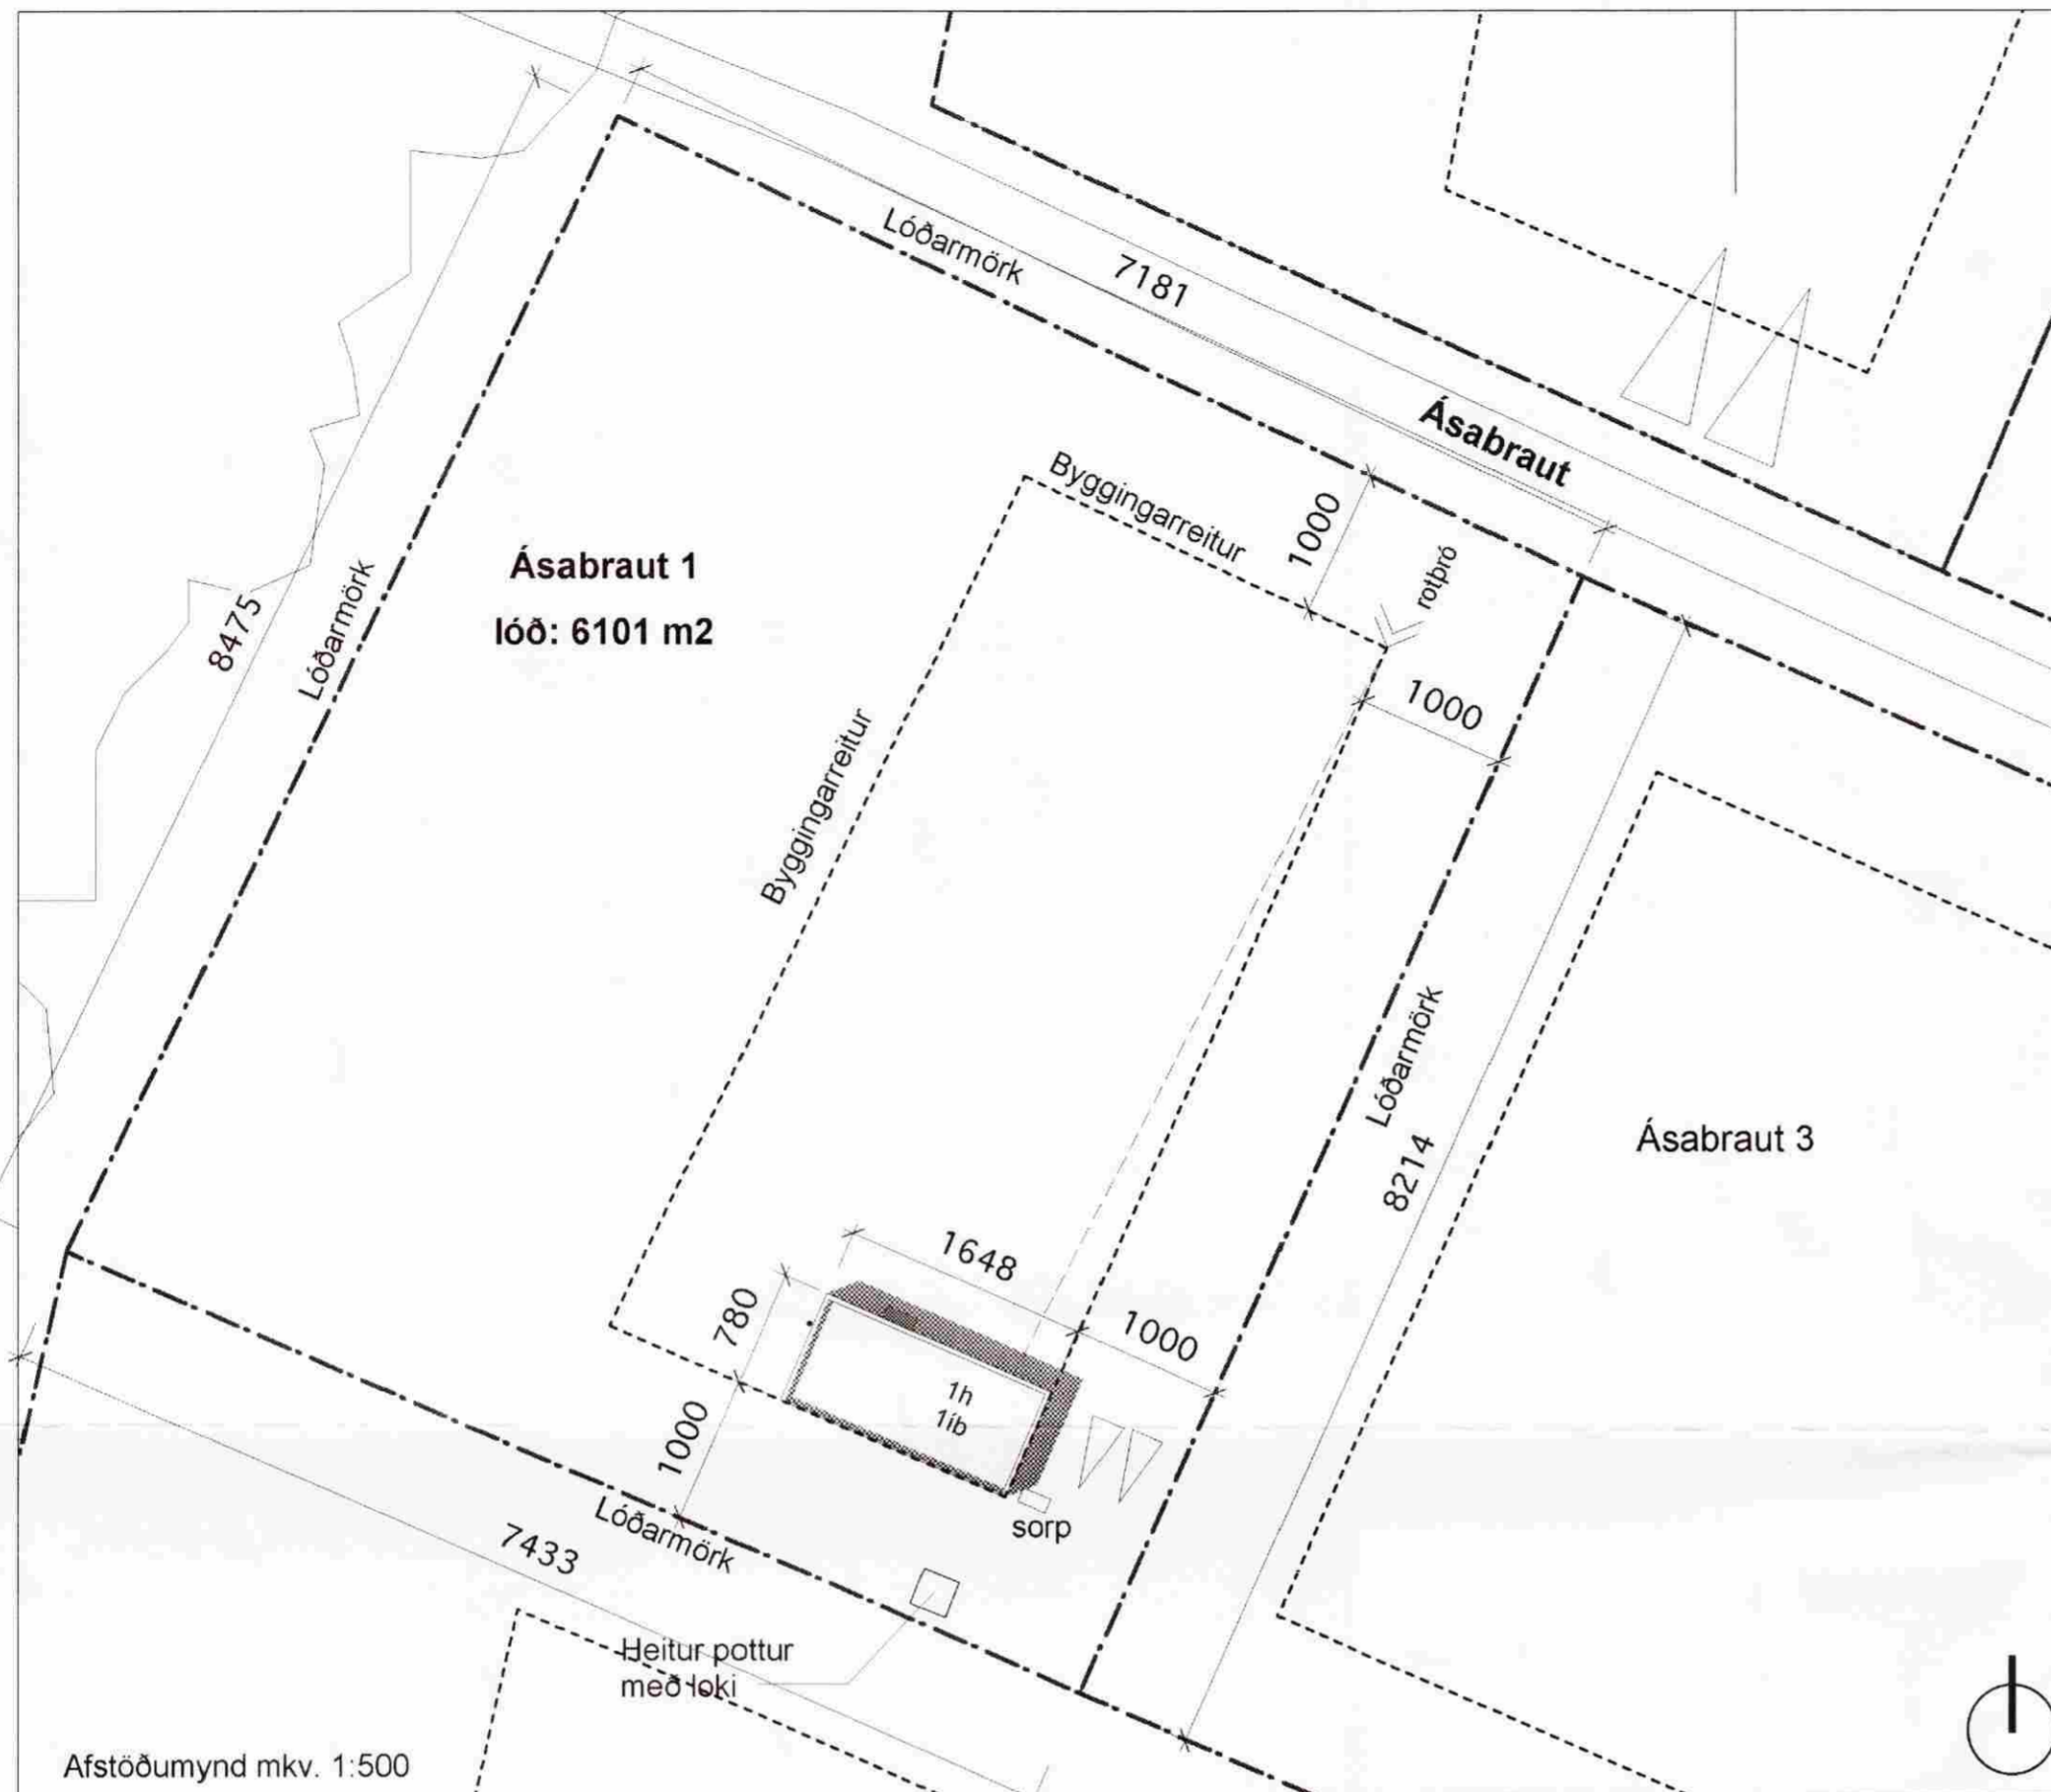 Lóðarmörk
7181
Ásabraut
Byggingarreitur
1000
rotþró
Ásabraut 1
lóð: 6101 m2
8475
Lóðarmörk
1000
Byggingarreitur
Lóðarmörk
8214
Ásabraut 3
1648
780
1000
1h
1íb
1000
sorp
Lóðarmörk
7433
Heitur pottur
með loki
Afstöðumynd mkv. 1:500